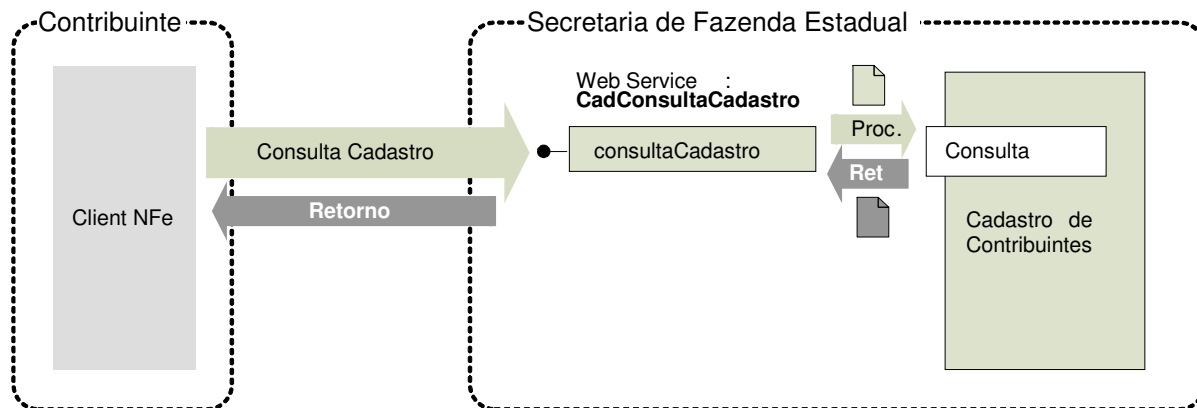 Contribuinte
Secretaria de Fazenda Estadual
Web Service :
CadConsultaCadastro
Consulta Cadastro
consultaCadastro
Proc.
Consulta
Ret
Retorno
Client NFe
Cadastro de
Contribuintes